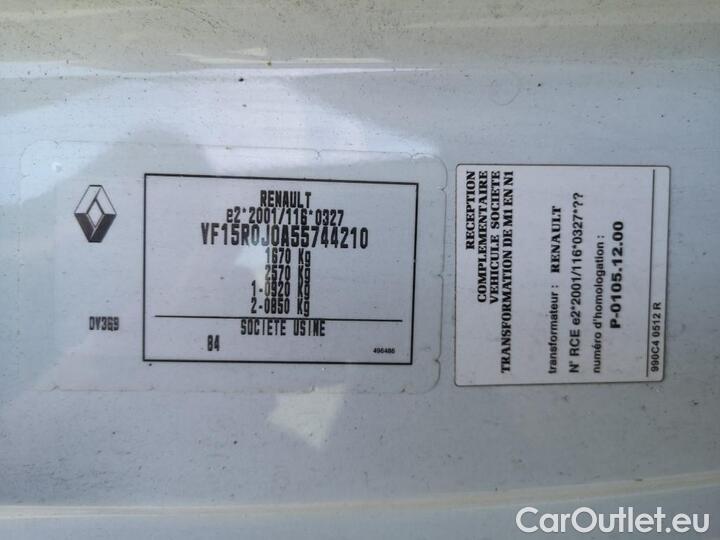 RENAULT
e2*2001/116*0327
VF15R0J0A55744210
1670 Kg
2570 Kg
1-0920 Kg
2-0850 Kg
SOCIETE USINE
84
496486
DV369
RECEPTION
COMPLEMENTAIRE
VEHICULE SOCIETE
TRANSFORMATION DE M1 EN N1
transformateur : RENAULT
N° RCE e2*2001/116*0327*??
numéro d'homologation :
P-0105.12.00
990C4 0512 R
CarOutlet.eu